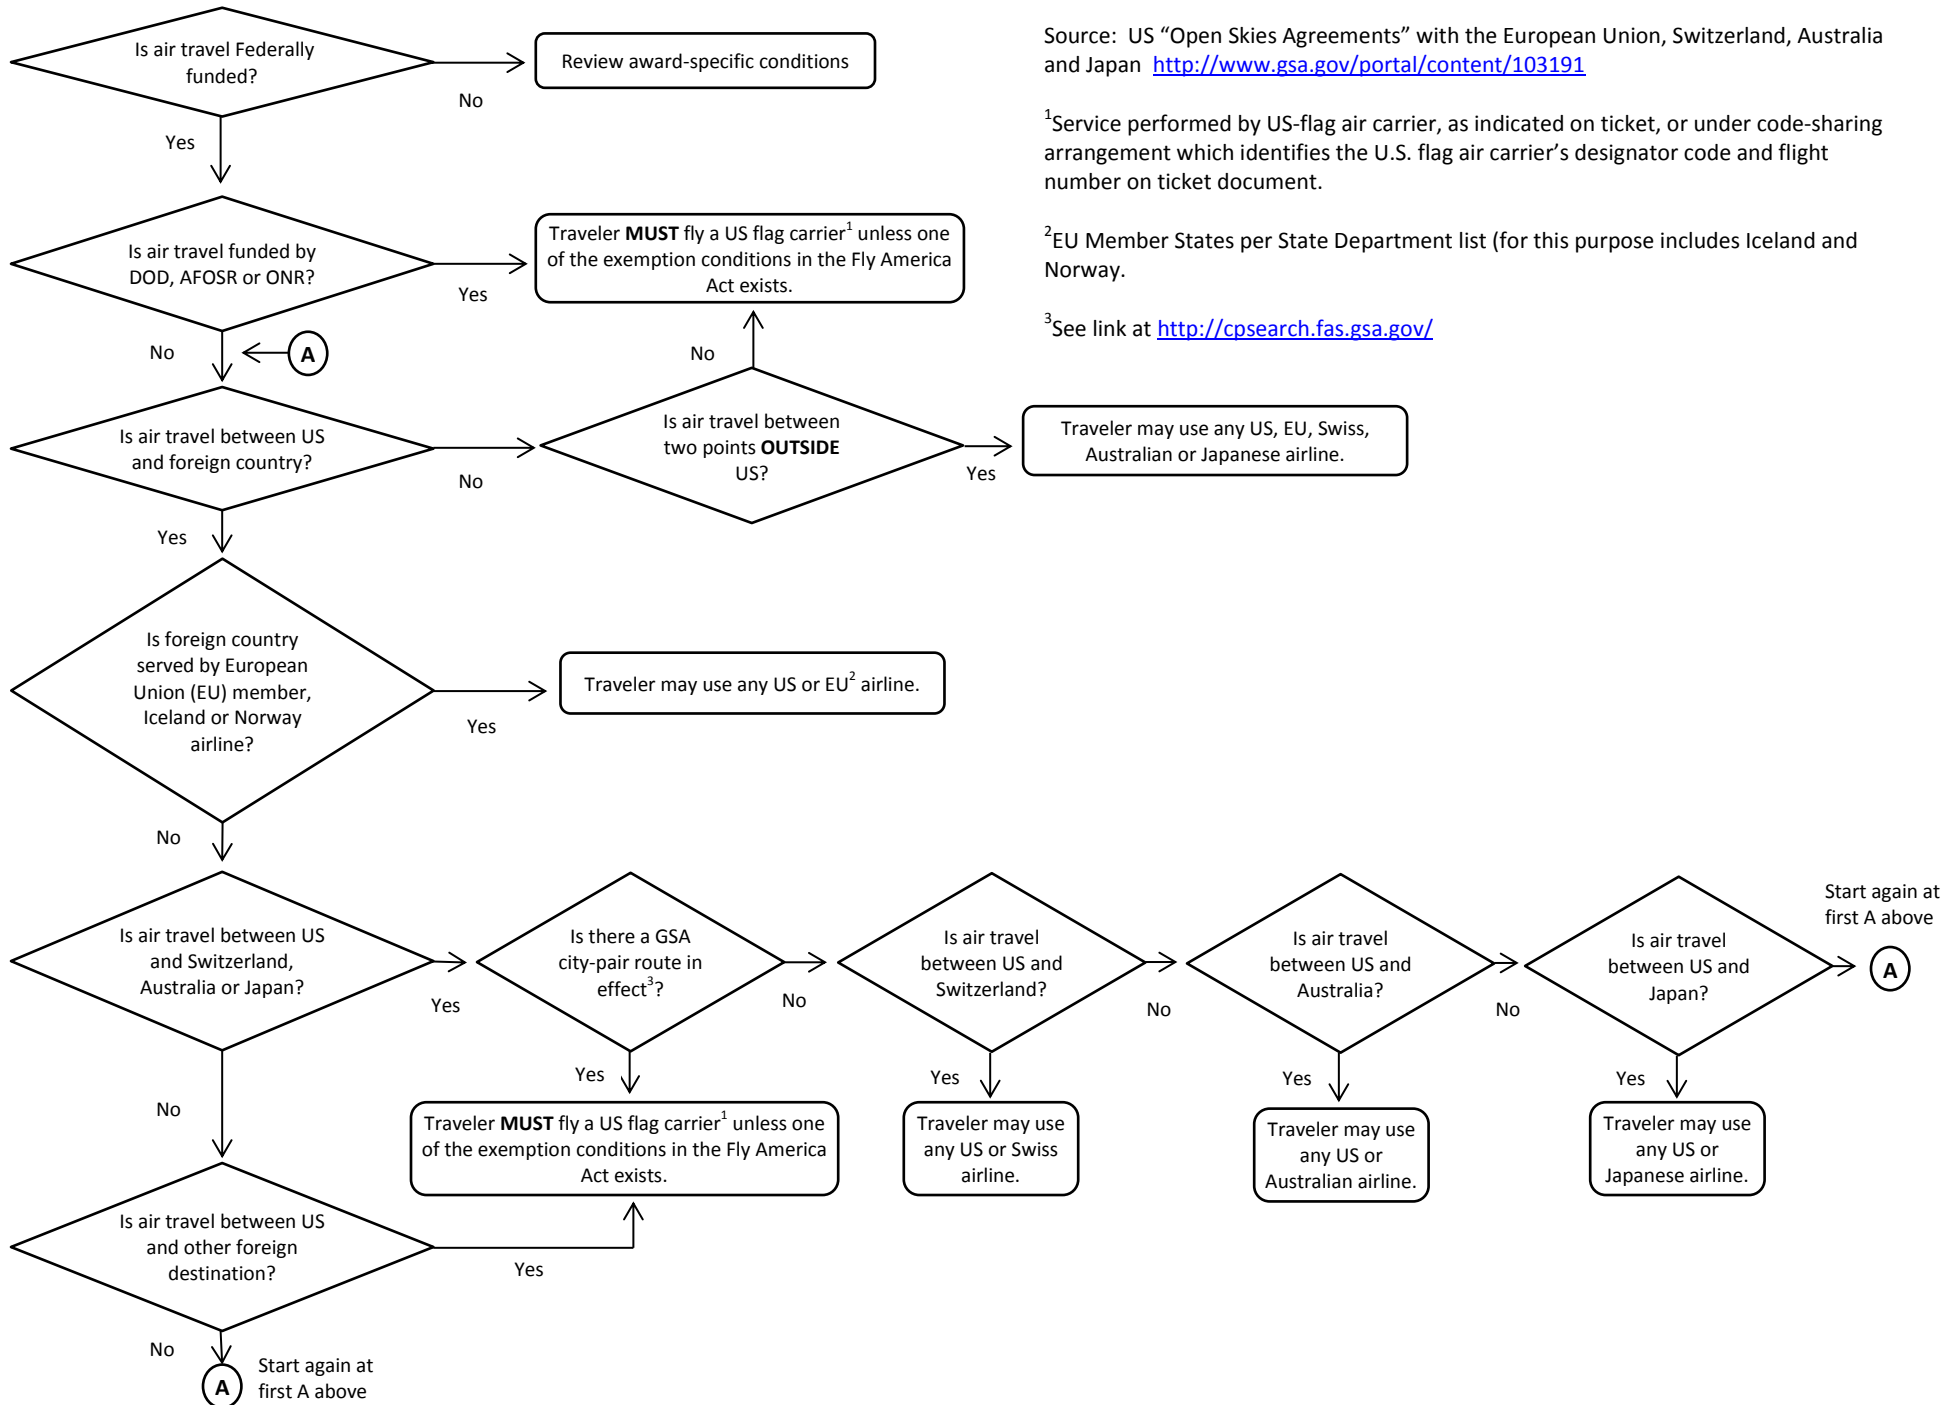 Is air travel Federally
funded?
Review award-specific conditions
No
Yes
Source:  US “Open Skies Agreements” with the European Union, Switzerland, Australia
and Japan  http://www.gsa.gov/portal/content/103191
1Service performed by US-flag air carrier, as indicated on ticket, or under code-sharing
arrangement which identifies the U.S. flag air carrier’s designator code and flight
number on ticket document.
2EU Member States per State Department list (for this purpose includes Iceland and
Norway.
3See link at http://cpsearch.fas.gsa.gov/
Is air travel funded by
DOD, AFOSR or ONR?
Yes
Traveler MUST fly a US flag carrier1 unless one
of the exemption conditions in the Fly America
Act exists.
No
A
No
Is air travel between US
and foreign country?
No
Is air travel between
two points OUTSIDE
US?
Yes
Traveler may use any US, EU, Swiss,
Australian or Japanese airline.
Yes
Is foreign country
served by European
Union (EU) member,
Iceland or Norway
airline?
Yes
Traveler may use any US or EU2 airline.
No
Is air travel between US
and Switzerland,
Australia or Japan?
Yes
Is there a GSA
city-pair route in
effect3?
No
Is air travel
between US and
Switzerland?
No
Is air travel
between US and
Australia?
No
Is air travel
between US and
Japan?
Start again at
first A above
A
No
Yes
Traveler MUST fly a US flag carrier1 unless one
of the exemption conditions in the Fly America
Act exists.
Yes
Traveler may use
any US or Swiss
airline.
Yes
Traveler may use
any US or
Australian airline.
Yes
Traveler may use
any US or
Japanese airline.
Is air travel between US
and other foreign
destination?
Yes
No
A
Start again at
first A above